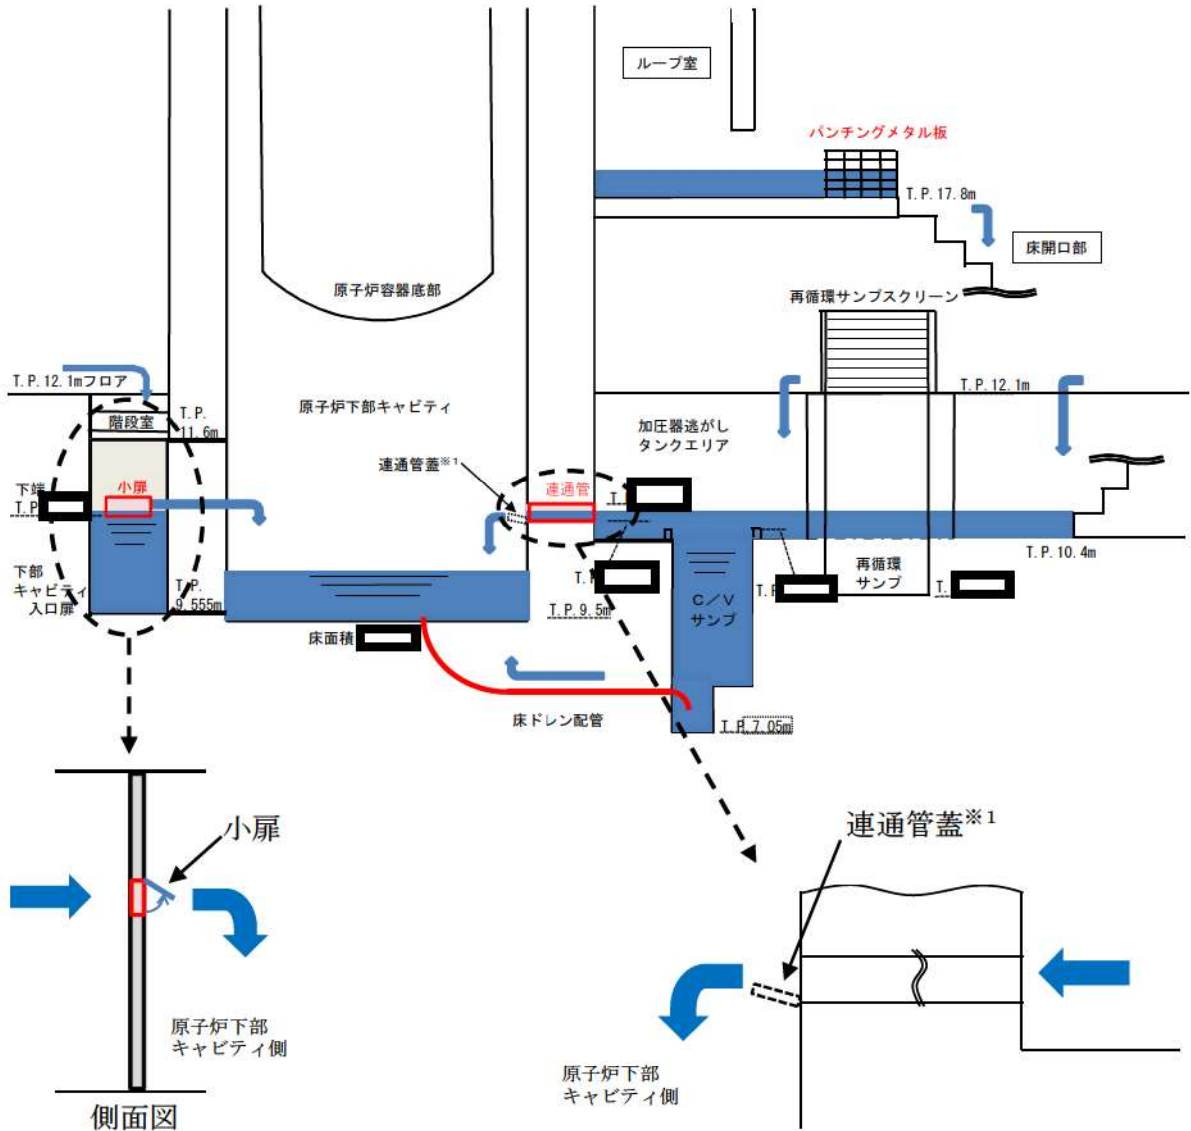 ループ室
パンチングメタル板
T.P.17.8m
床開口部
原子炉容器底部
再循環サンプスクリーン
T.P.12.1mフロア
T.P.12.1m
階段室
T.P.
11.6m
原子炉下部キャビティ
加圧器逃がし
タンクエリア
連通管蓋※1
連通管
下端
T.P
小扉
T.
T.P.10.4m
下部
キャビティ
入口扉
T.P.
9.555m
T.
T.P.9.5m
C/V
サンプ
T.P
再循環
サンプ
T.
床面積
床ドレン配管
T.P.7.05m
小扉
連通管蓋※1
原子炉下部
キャビティ側
原子炉下部
キャビティ側
側面図